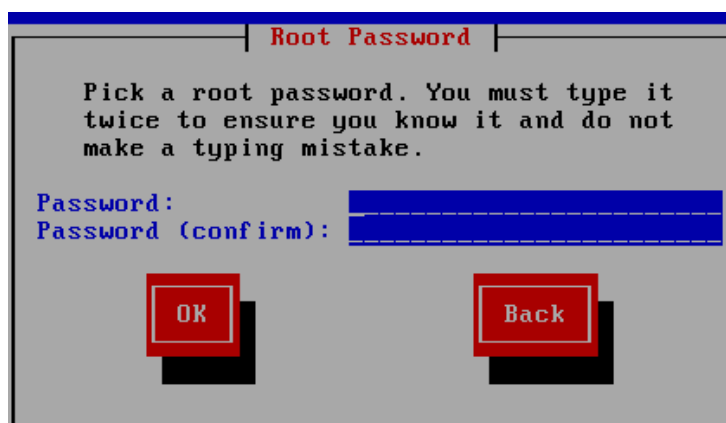 Root Password
Pick a root password. You must type it
twice to ensure you know it and do not
make a typing mistake.
Password:
Password (confirm):
OK Back